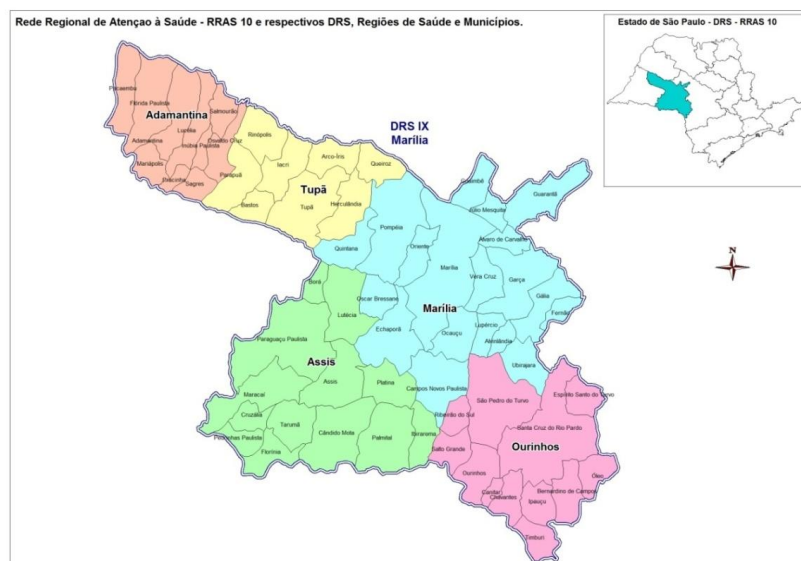 Rede Regional de Atençao à Saúde - RRAS 10 e respectivos DRS, Regiões de Saúde e Municípios.
Estado de São Paulo - DRS - RRAS 10
DRS IX
Marília
N
Pacaembu
Flórida Paulista
Adamantina
Salmourão
Lucélia
Adamantina
Osvaldo Cruz
Inúbia Paulista
Mariápolis
Pracinha
Sagres
Rinópolis
Iacri
Arco-Íris
Queiroz
Parapuã
Tupã
Bastos
Tupã
Herculândia
Guaimbê
Guarantã
Júlio Mesquita
Pompéia
Álvaro de Carvalho
Quintana
Oriente
Marília
Vera Cruz
Garça
Gália
Fernão
Oscar Bressane
Marília
Echaporã
Ocauçu
Lupércio
Alvinlândia
Ubirajara
Campos Novos Paulista
Borá
Lutécia
Paraguaçu Paulista
Assis
Assis
Platina
Maracaí
Cruzália
Tarumã
Cândido Mota
Palmital
Ibirarema
Pedrinhas Paulista
Florínia
São Pedro do Turvo
Espírito Santo do Turvo
Ribeirão do Sul
Santa Cruz do Rio Pardo
Salto Grande
Ourinhos
Ourinhos
Óleo
Canitar
Chavantes
Bernardino de Campos
Ipauçu
Timburi